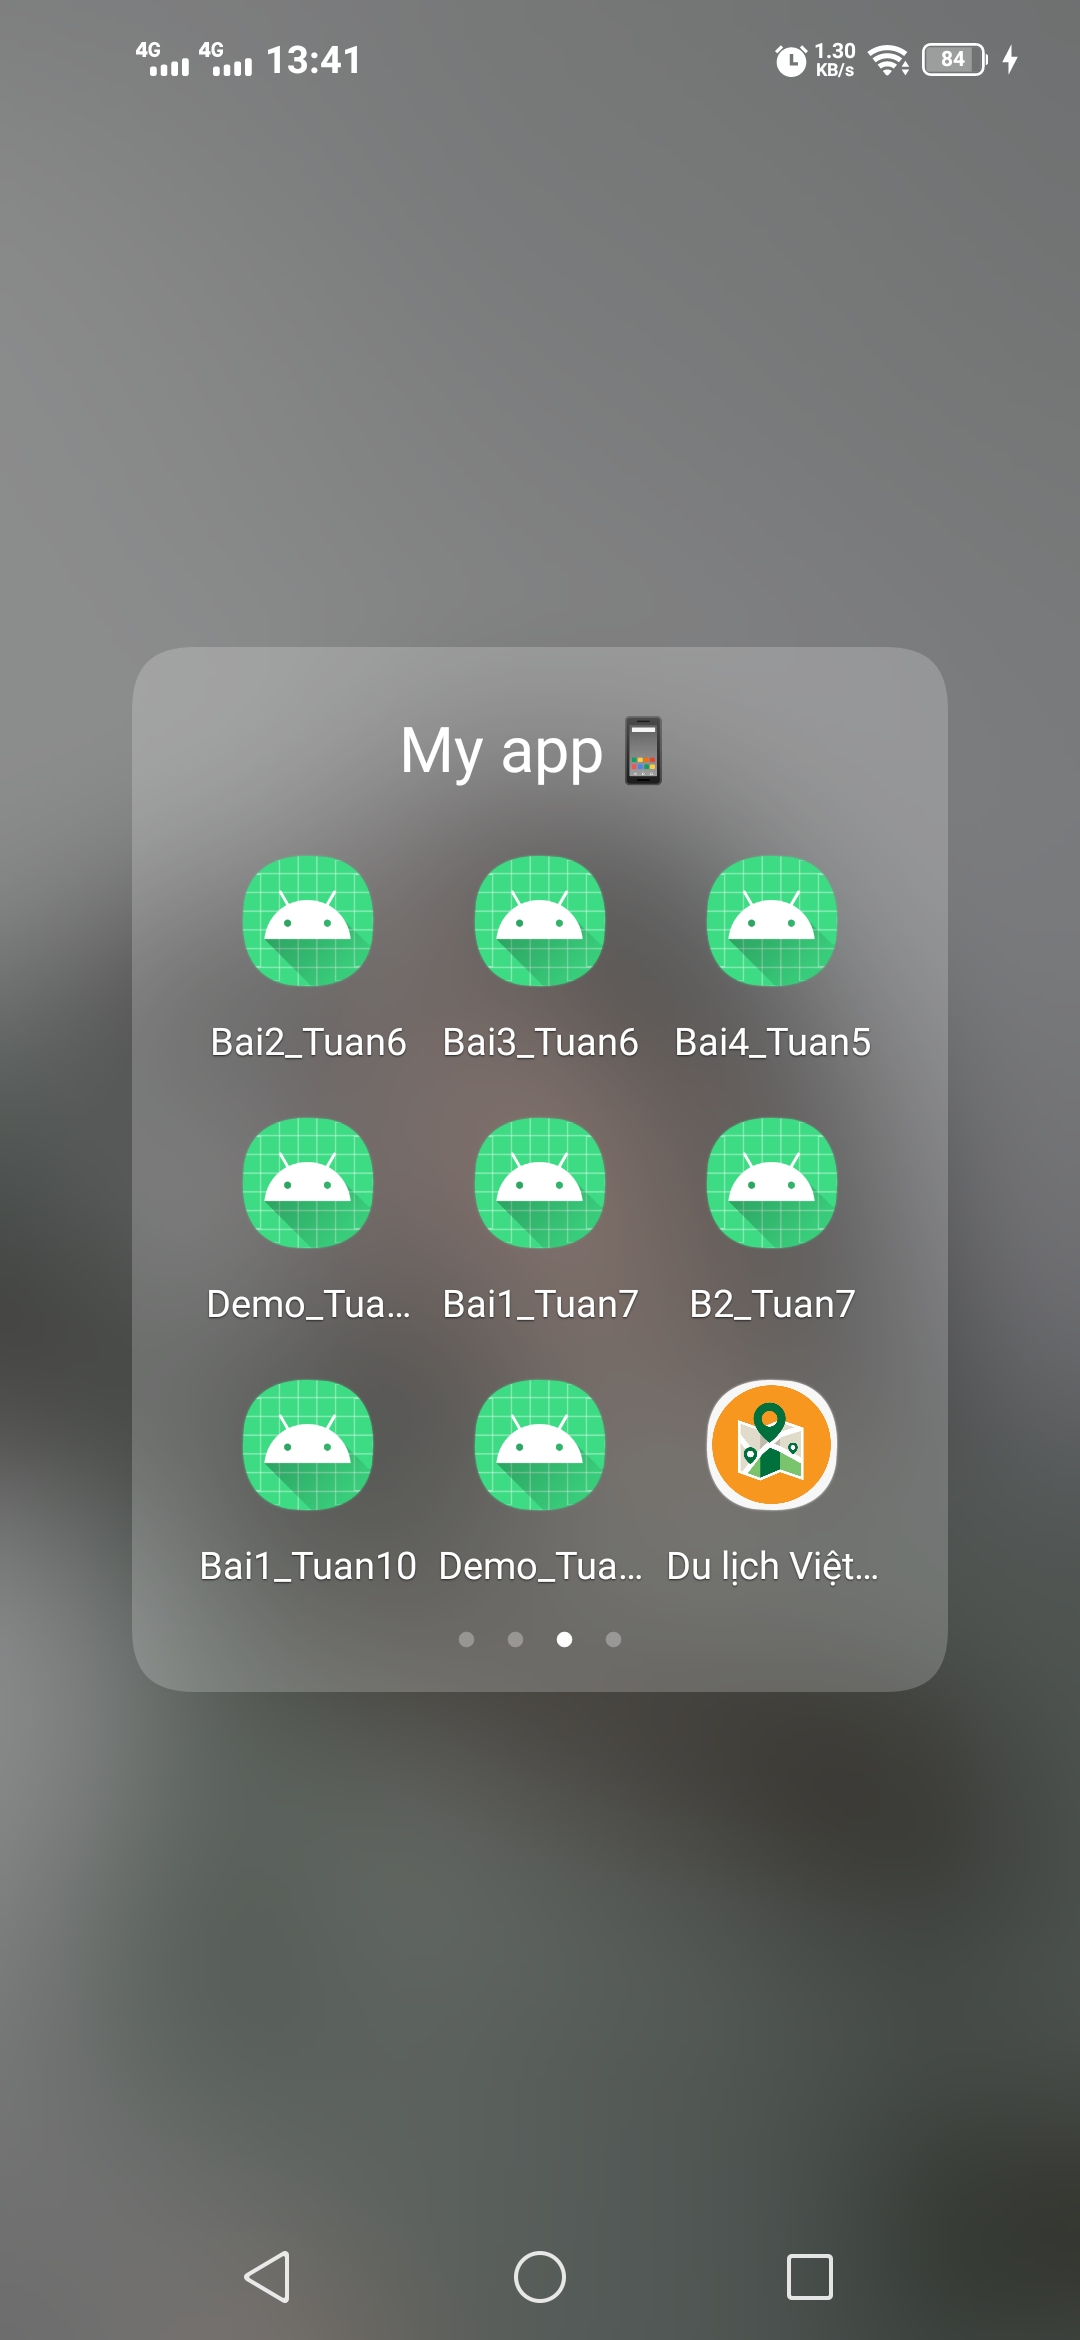 4G 4G 13:41 1.30 KB/s 84
My app
Bai2_Tuan6 Bai3_Tuan6 Bai4_Tuan5
Demo_Tua... Bai1_Tuan7 B2_Tuan7
Bai1_Tuan10 Demo_Tua... Du lịch Việt...